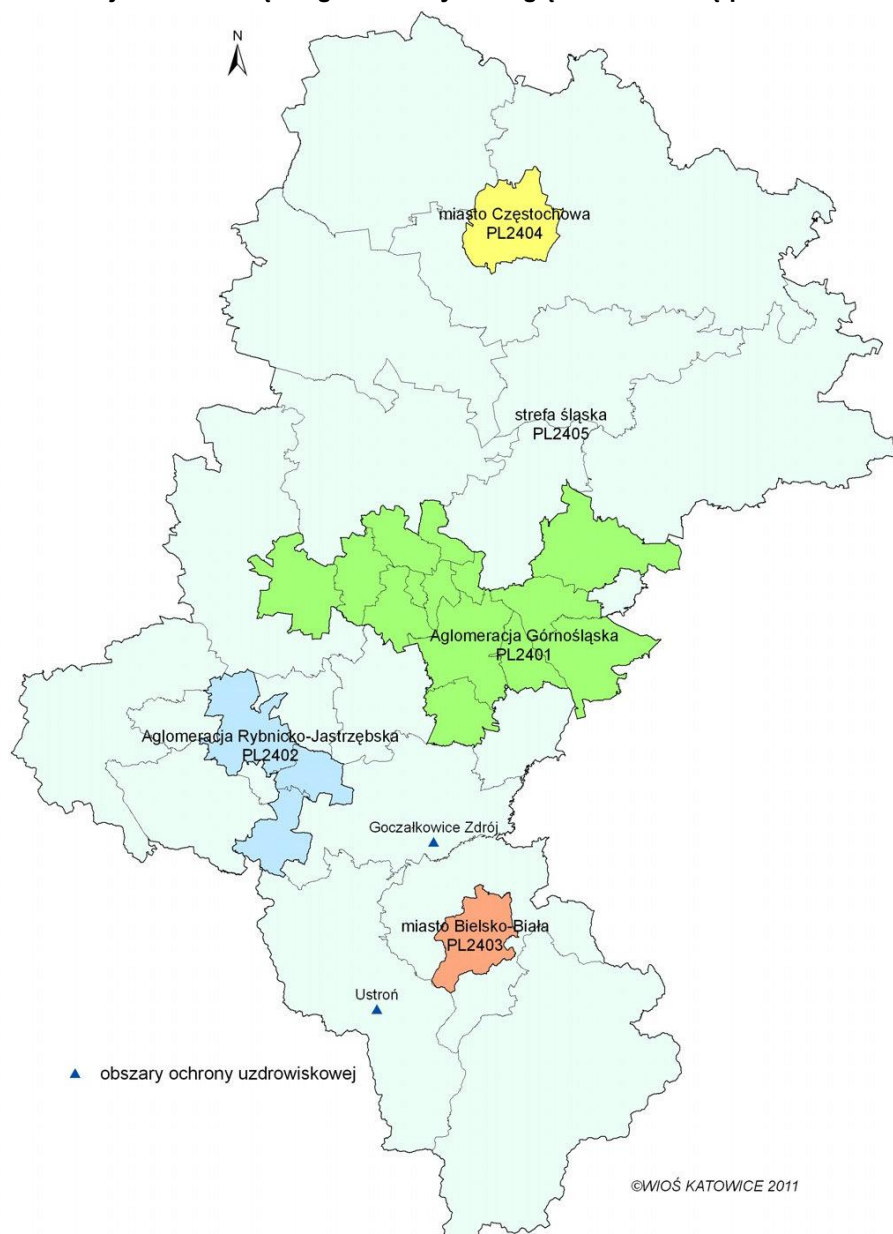 N
miasto Częstochowa
PL2404
strefa śląska
PL2405
Aglomeracja Górnośląska
PL2401
Aglomeracja Rybnicko-Jastrzębska
PL2402
Goczałkowice Zdrój
miasto Bielsko-Biała
PL2403
Ustroń
obszary ochrony uzdrowiskowej
©WIOŚ KATOWICE 2011